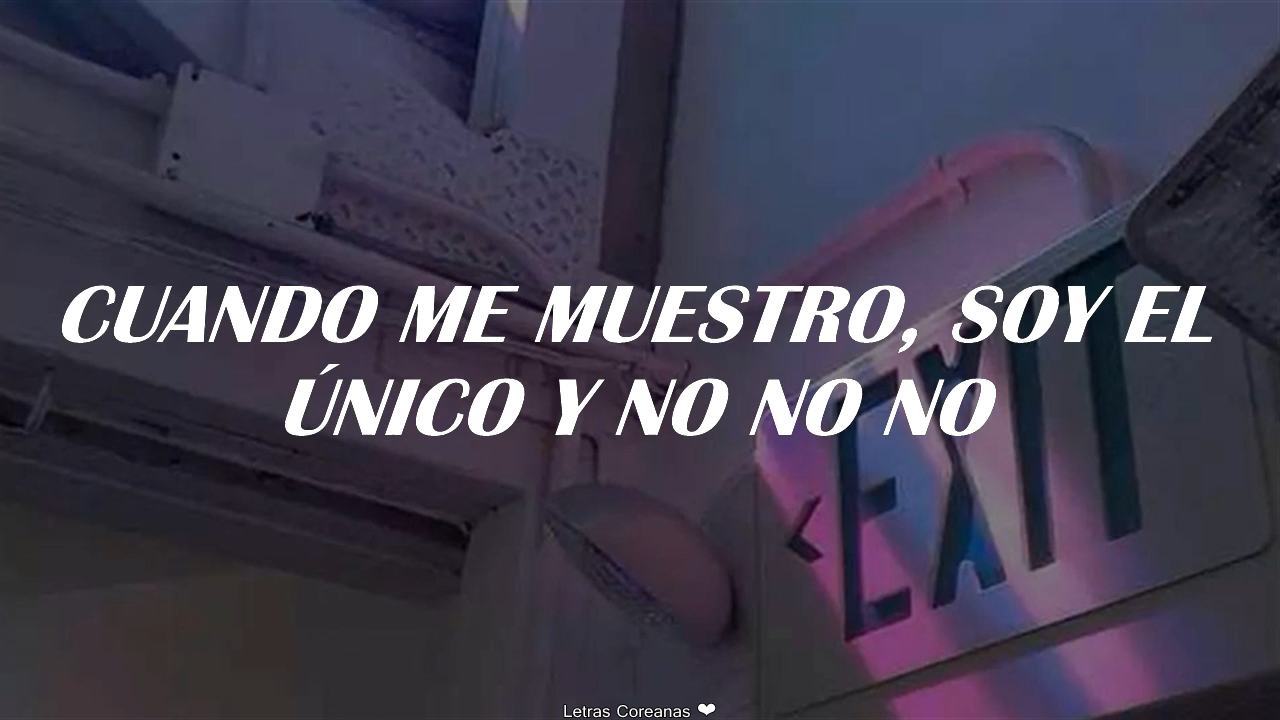 CUANDO ME MUESTRO, SOY EL
ÚNICO Y NO NO NO
< EXIT
Letras Coreanas ❤